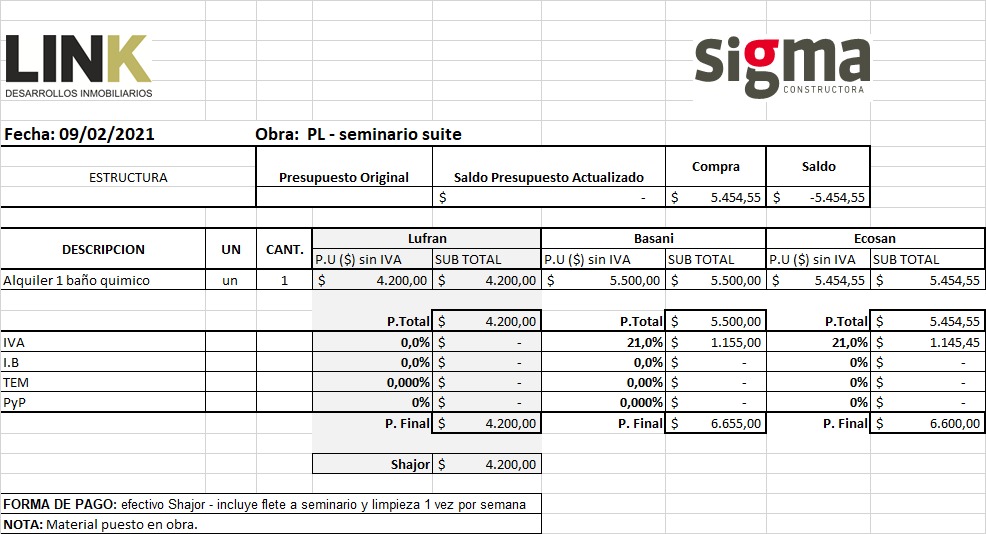 LINK
DESARROLLOS INMOBILIARIOS
sigma
CONSTRUCTORA
Fecha: 09/02/2021 Obra: PL - seminario suite
ESTRUCTURA Presupuesto Original Saldo Presupuesto Actualizado Compra Saldo
$ - $ 5.454,55 $ -5.454,55
DESCRIPCION UN CANT. Lufran Basani Ecosan
P.U ($) sin IVA SUB TOTAL P.U ($) sin IVA SUB TOTAL P.U ($) sin IVA SUB TOTAL
Alquiler 1 baño quimico un 1 $ 4.200,00 $ 4.200,00 $ 5.500,00 $ 5.500,00 $ 5.454,55 $ 5.454,55
P.Total $ 4.200,00 P.Total $ 5.500,00 P.Total $ 5.454,55
IVA 0,0% $ - 21,0% $ 1.155,00 21,0% $ 1.145,45
I.B 0,0% $ - 0,0% $ - 0% $ -
TEM 0,000% $ - 0,00% $ - 0% $ -
PyP 0% $ - 0,000% $ - 0% $ -
P. Final $ 4.200,00 P. Final $ 6.655,00 P. Final $ 6.600,00
Shajor $ 4.200,00
FORMA DE PAGO: efectivo Shajor - incluye flete a seminario y limpieza 1 vez por semana
NOTA: Material puesto en obra.